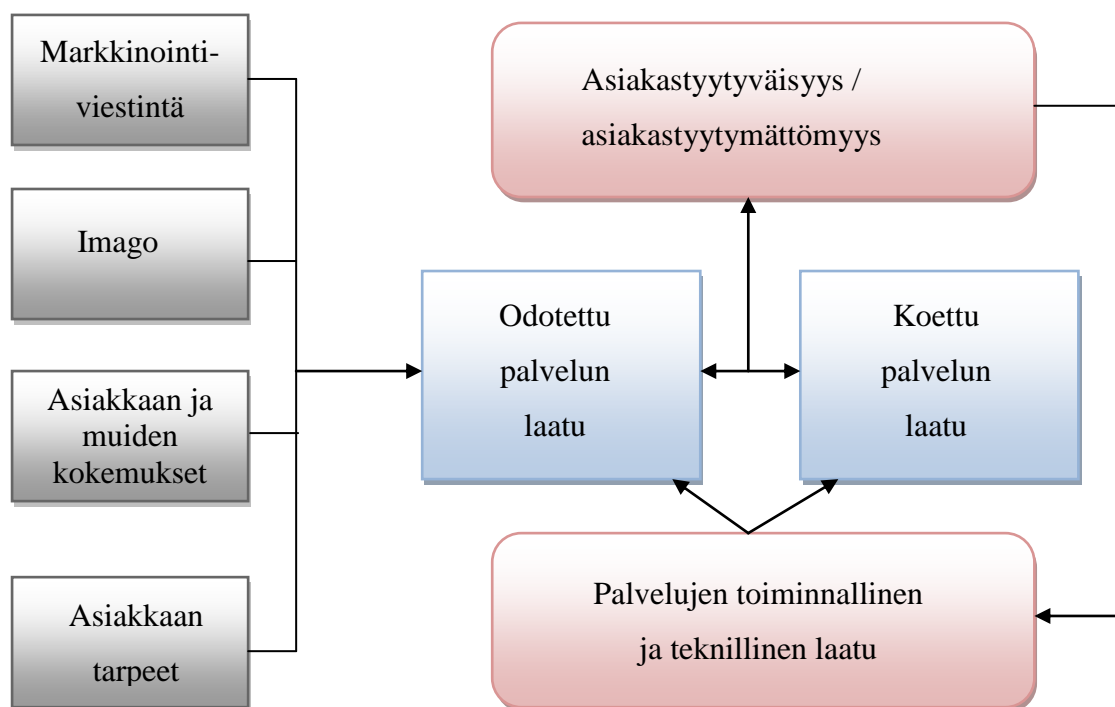 Markkinointi-
viestintä
Imago
Asiakkaan ja
muiden
kokemukset
Asiakkaan
tarpeet
Odotettu
palvelun
laatu
Asiakastyytyväisyys /
asiakastyytymättömyys
Koettu
palvelun
laatu
Palvelujen toiminnallinen
ja teknillinen laatu